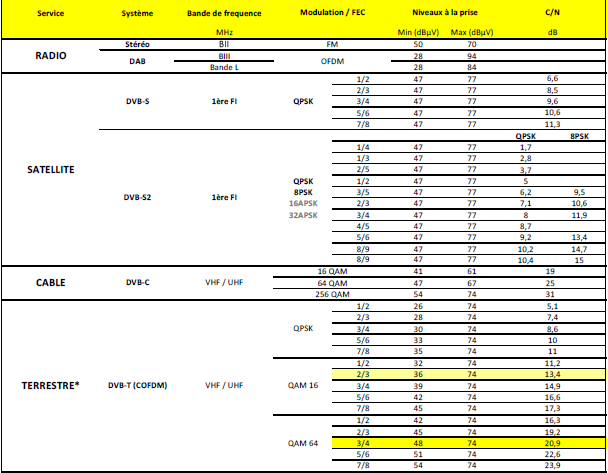 Service Système Bande de frequence Modulation / FEC Niveaux à la prise C/N
MHz Min (dBµV) Max (dBµV) dB
RADIO Stéréo BII FM 50 70
DAB BIII OFDM 28 94
Bande L 28 84
SATELLITE DVB-S 1ère FI QPSK 1/2 47 77 6,6
2/3 47 77 8,5
3/4 47 77 9,6
5/6 47 77 10,6
7/8 47 77 11,3
QPSK 8PSK
DVB-S2 1ère FI QPSK 8PSK 16APSK 32APSK
1/4 47 77 1,7
1/3 47 77 2,8
2/5 47 77 3,7
1/2 47 77 5
3/5 47 77 6,2 9,5
2/3 47 77 7,1 10,6
3/4 47 77 8 11,9
4/5 47 77 8,7
5/6 47 77 9,2 13,4
8/9 47 77 10,2 14,7
8/9 47 77 10,4 15
CABLE DVB-C VHF / UHF 16 QAM 41 61 19
64 QAM 47 67 25
256 QAM 54 74 31
TERRESTRE* DVB-T (COFDM) VHF / UHF
QPSK 1/2 26 74 5,1
2/3 28 74 7,4
3/4 30 74 8,6
5/6 33 74 10
7/8 35 74 11
QAM 16 1/2 32 74 11,2
2/3 36 74 13,4
3/4 39 74 14,9
5/6 42 74 16,6
7/8 45 74 17,9
QAM 64 1/2 42 74 16,3
2/3 45 74 19,2
3/4 48 74 20,9
5/6 51 74 22,6
7/8 54 74 23,9